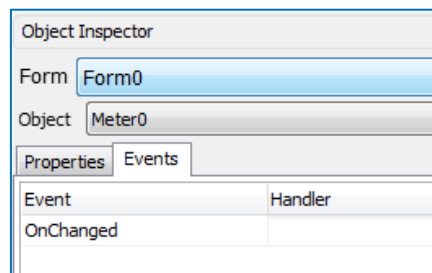 Object Inspector
Form Form0
Object Meter0
Properties Events
Event Handler
OnChanged